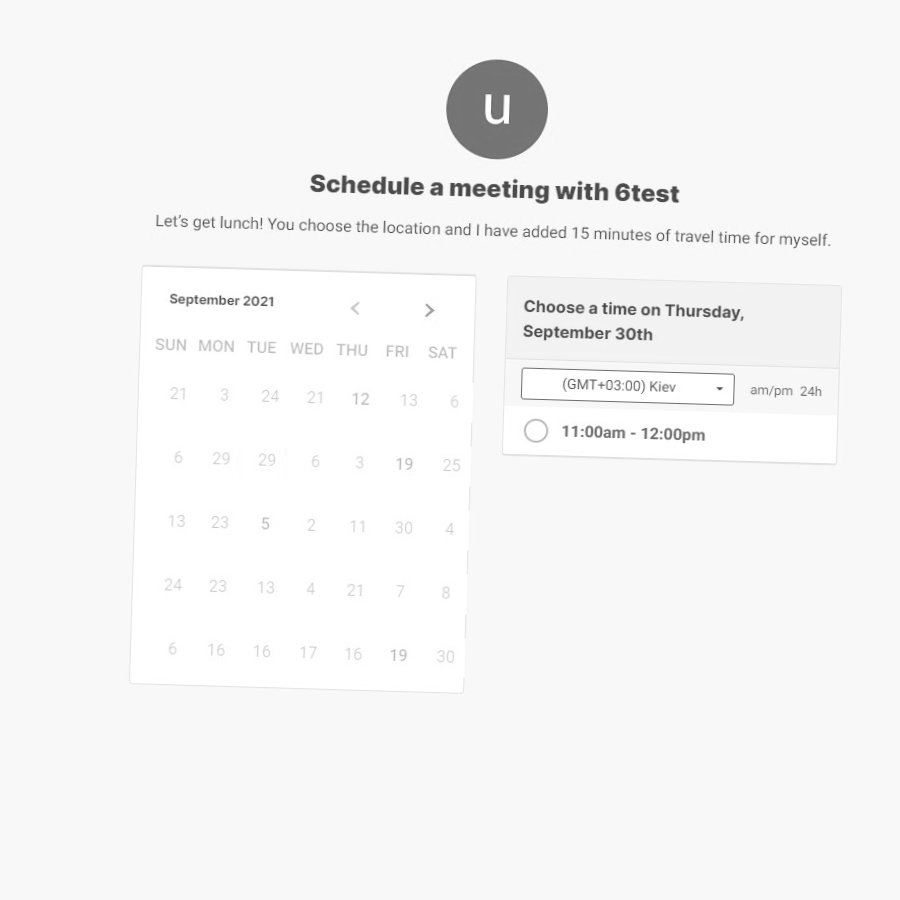 u
Schedule a meeting with 6test
Let's get lunch! You choose the location and I have added 15 minutes of travel time for myself.
September 2021
SUN MON TUE WED THU FRI SAT
21 3 24 21 12 13 6
6 29 29 6 3 19 25
13 23 5 2 11 30 4
24 23 13 4 21 7 8
6 16 16 17 16 19 30
Choose a time on Thursday,
September 30th
(GMT+03:00) Kiev
am/pm 24h
11:00am - 12:00pm